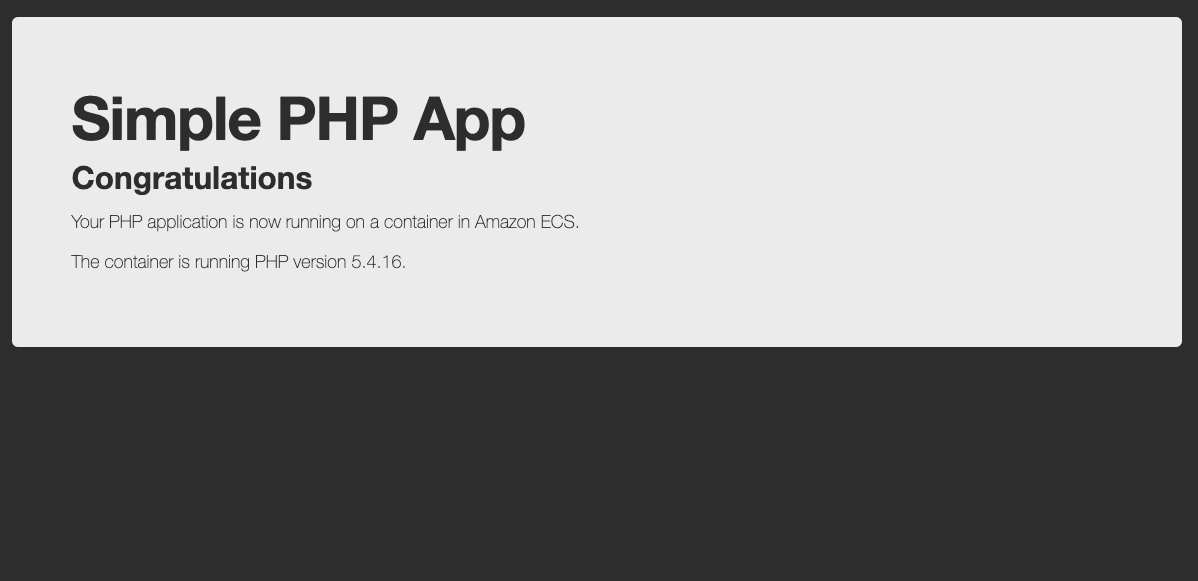 Simple PHP App
Congratulations
Your PHP application is now running on a container in Amazon ECS.
The container is running PHP version 5.4.16.